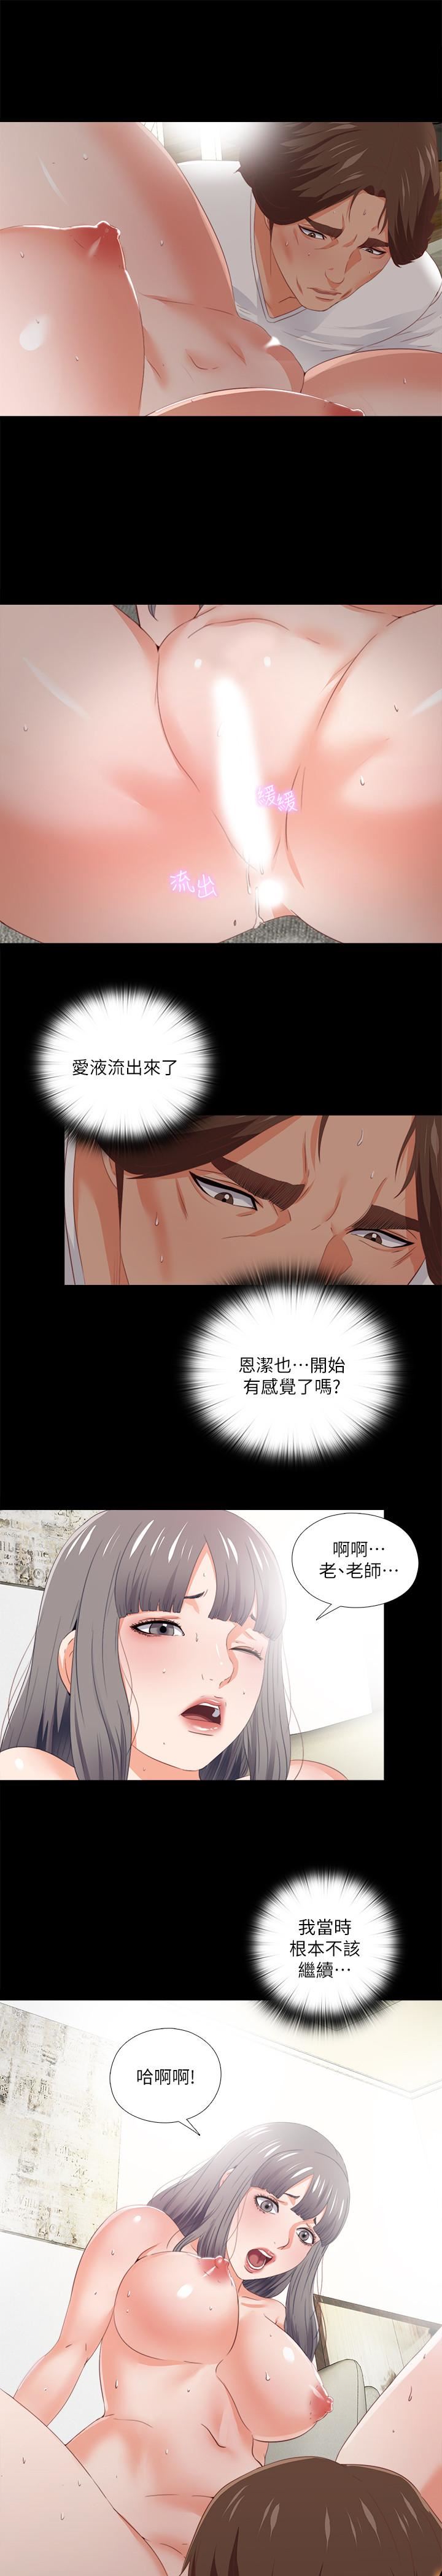 緩緩
流出
愛液流出來了
恩潔也…開始
有感覺了嗎?
啊啊…
老、老師…
我當時
根本不該
繼續…
哈啊啊!